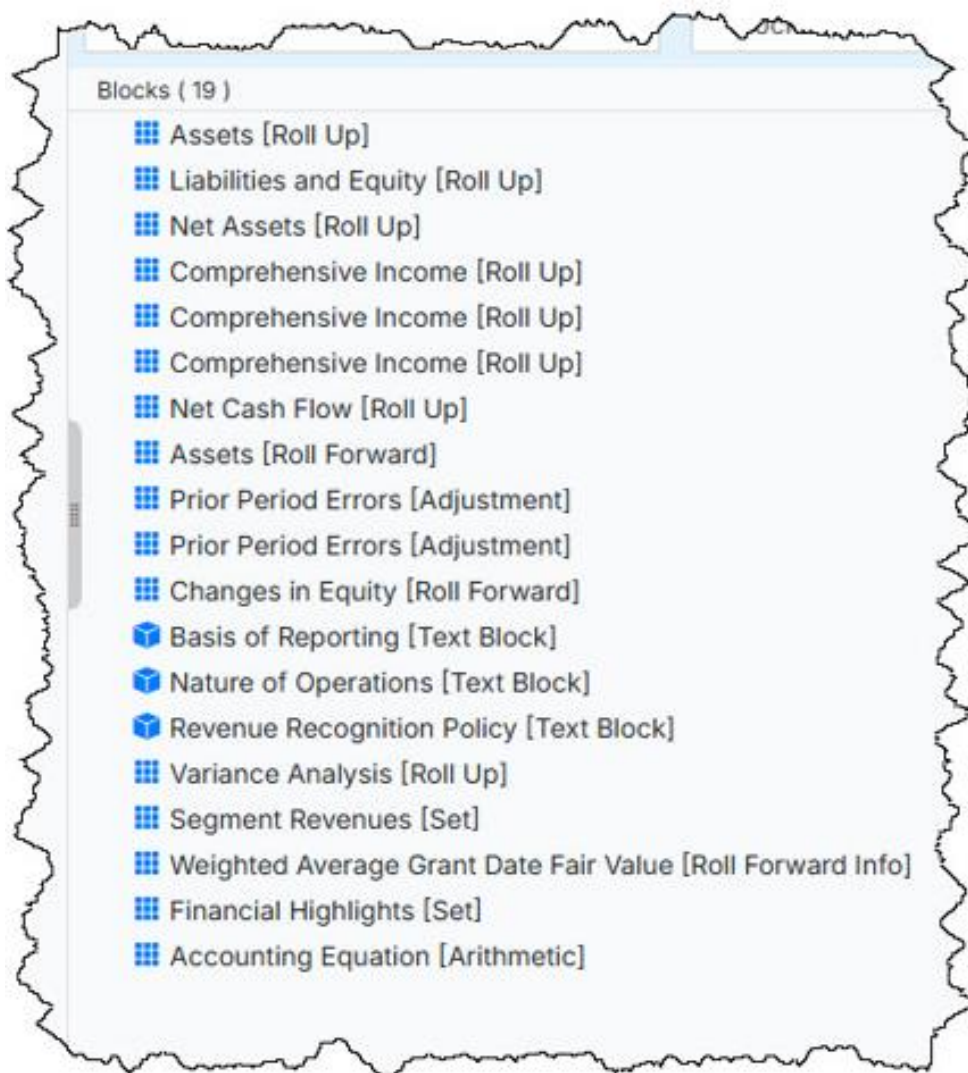 Blocks ( 19 )
Assets [Roll Up]
Liabilities and Equity [Roll Up]
Net Assets [Roll Up]
Comprehensive Income [Roll Up]
Comprehensive Income [Roll Up]
Comprehensive Income [Roll Up]
Net Cash Flow [Roll Up]
Assets [Roll Forward]
Prior Period Errors [Adjustment]
Prior Period Errors [Adjustment]
Changes in Equity [Roll Forward]
Basis of Reporting [Text Block]
Nature of Operations [Text Block]
Revenue Recognition Policy [Text Block]
Variance Analysis [Roll Up]
Segment Revenues [Set]
Weighted Average Grant Date Fair Value [Roll Forward Info]
Financial Highlights [Set]
Accounting Equation [Arithmetic]